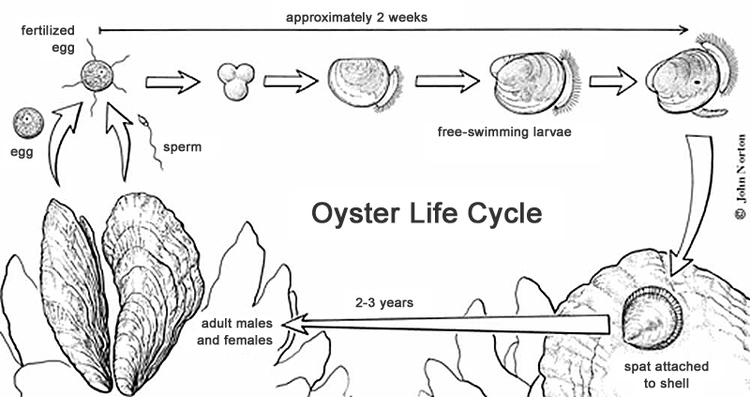 approximately 2 weeks
fertilized
egg
egg
sperm
free-swimming larvae
© John Norton
Oyster Life Cycle
2-3 years
adult males
and females
spat attached
to shell